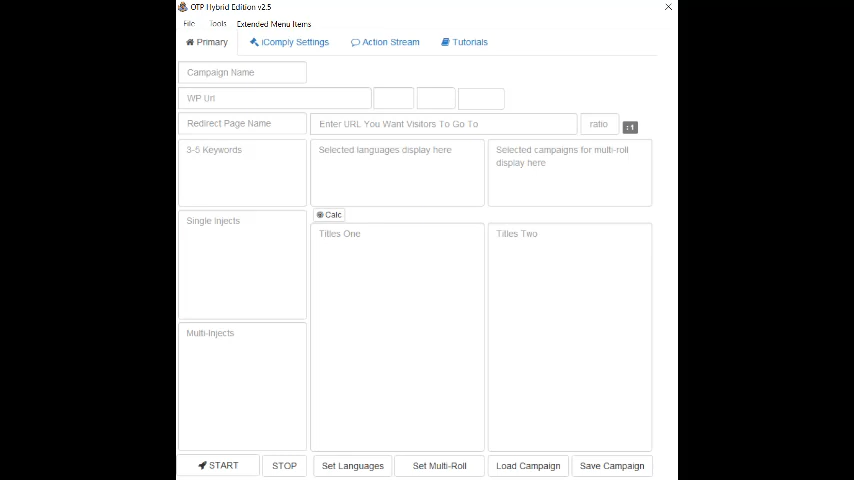 OTP Hybrid Edition v2.5
File Tools Extended Menu Items
Primary iComply Settings Action Stream Tutorials
Campaign Name
WP Url
Redirect Page Name Enter URL You Want Visitors To Go To ratio : 1
3-5 Keywords Selected languages display here Selected campaigns for multi-roll
display here
Calc
Single Injects
Titles One Titles Two
Multi-Injects
START STOP Set Languages Set Multi-Roll Load Campaign Save Campaign